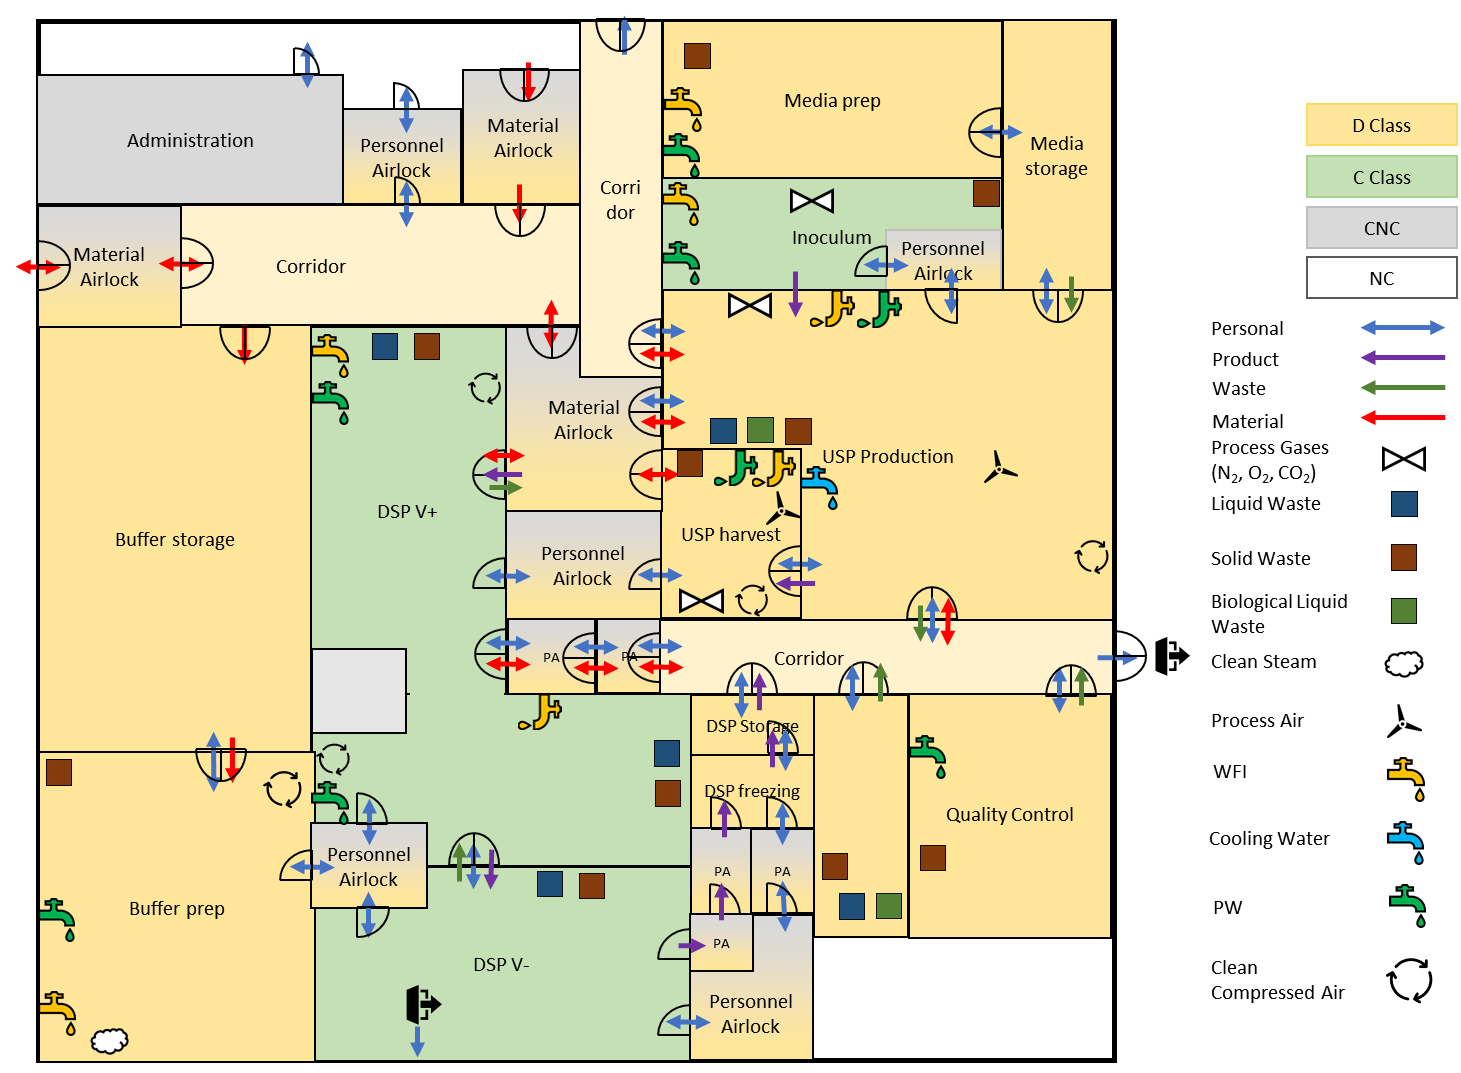 Administration
Personnel
Airlock
Material
Airlock
Corri
dor
Media prep
Media
storage
Inoculum
Personnel
Airlock
Material
Airlock
Corridor
Material
Airlock
USP Production
USP harvest
DSP V+
Buffer storage
Personnel
Airlock
PA
PA
Corridor
DSP Storage
DSP freezing
PA
PA
PA
Quality Control
Personnel
Airlock
Buffer prep
DSP V-
Personnel
Airlock
D Class
C Class
CNC
NC
Personal
Product
Waste
Material
Process Gases
(N₂, O₂, CO₂)
Liquid Waste
Solid Waste
Biological Liquid
Waste
Clean Steam
Process Air
WFI
Cooling Water
PW
Clean
Compressed Air